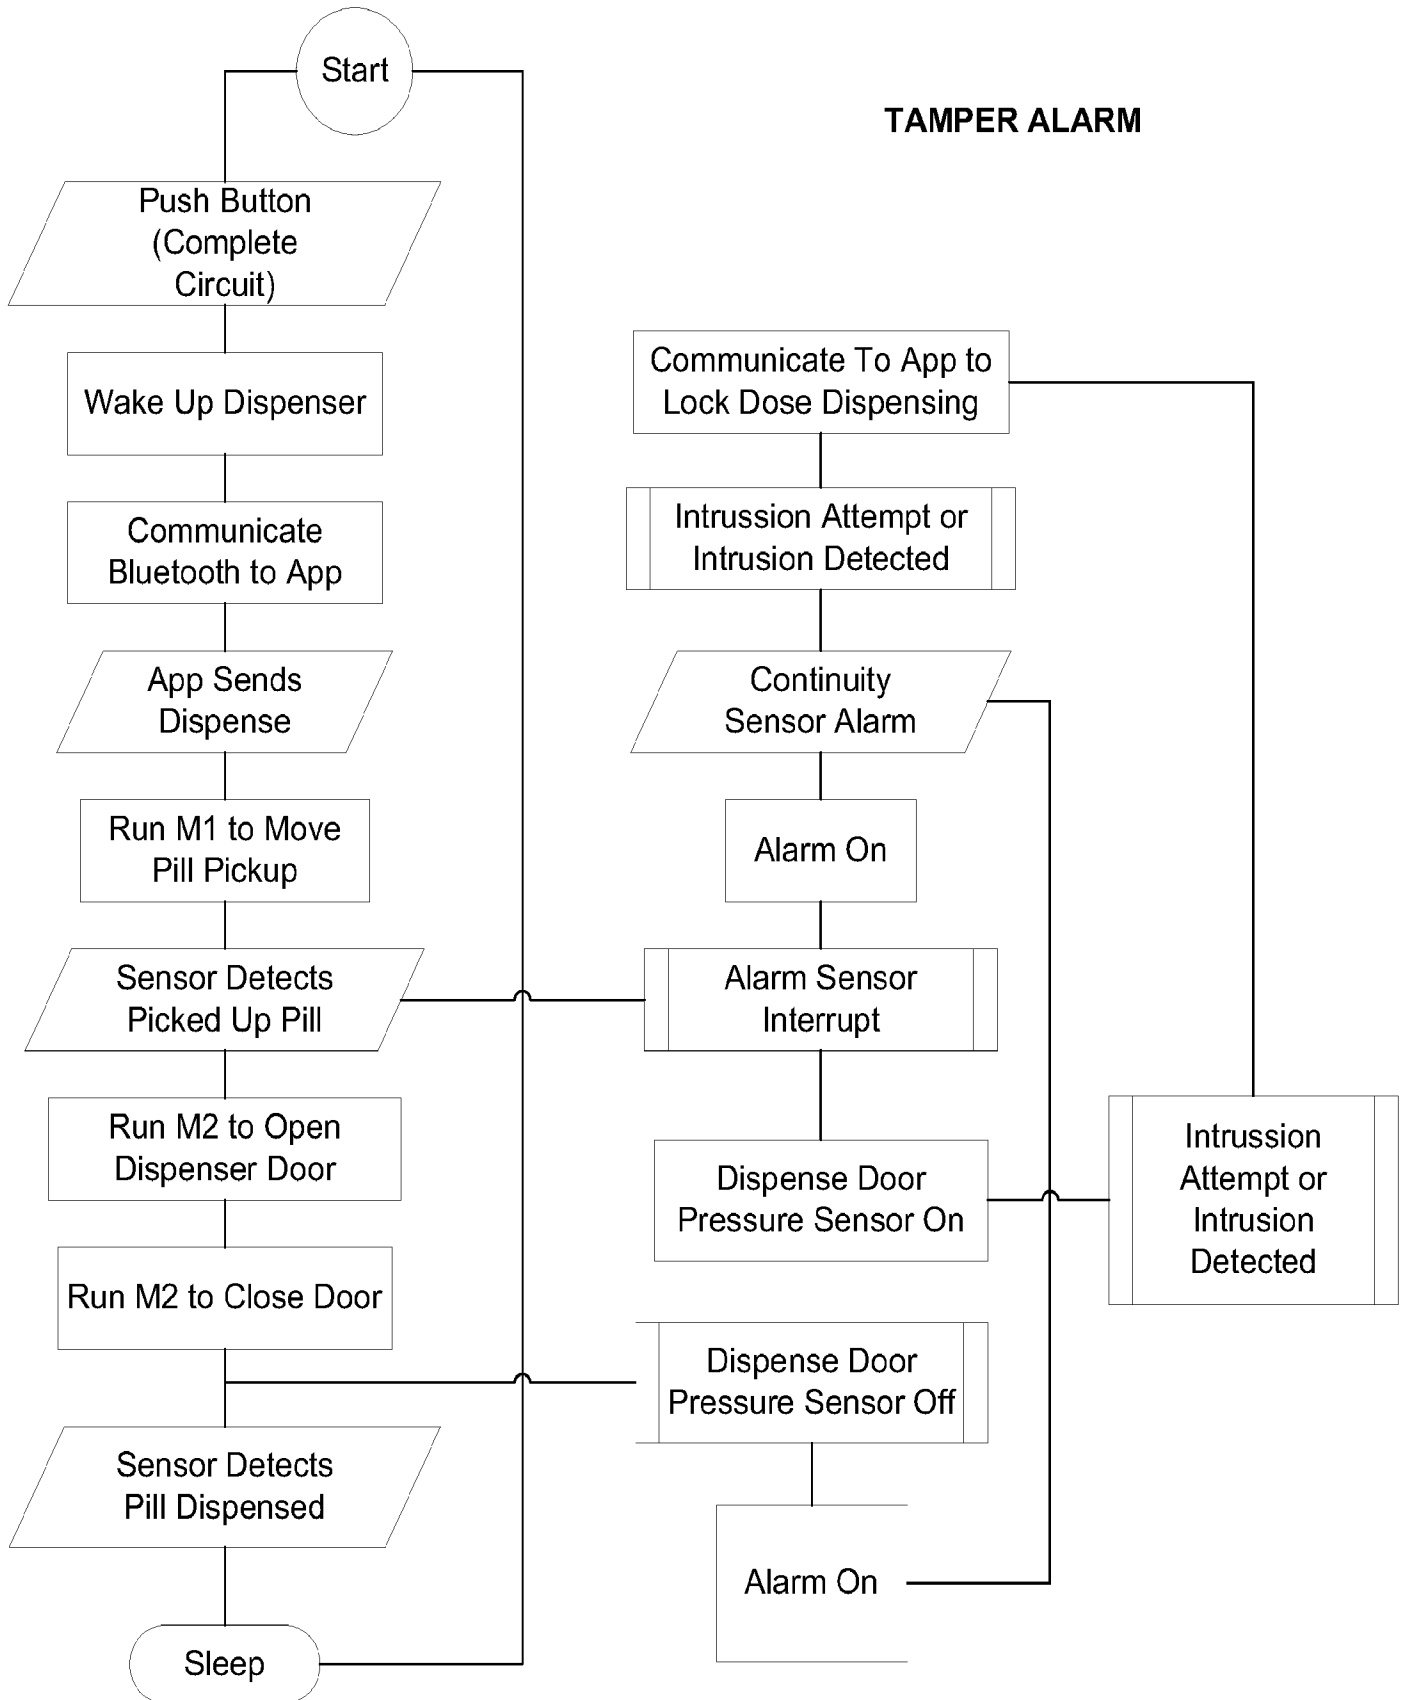 Start
TAMPER ALARM
Push Button
(Complete
Circuit)
Wake Up Dispenser
Communicate
Bluetooth to App
App Sends
Dispense
Run M1 to Move
Pill Pickup
Sensor Detects
Picked Up Pill
Run M2 to Open
Dispenser Door
Run M2 to Close Door
Sensor Detects
Pill Dispensed
Sleep
Communicate To App to
Lock Dose Dispensing
Intrussion Attempt or
Intrusion Detected
Continuity
Sensor Alarm
Alarm On
Alarm Sensor
Interrupt
Dispense Door
Pressure Sensor On
Dispense Door
Pressure Sensor Off
Alarm On
Intrussion
Attempt or
Intrusion
Detected